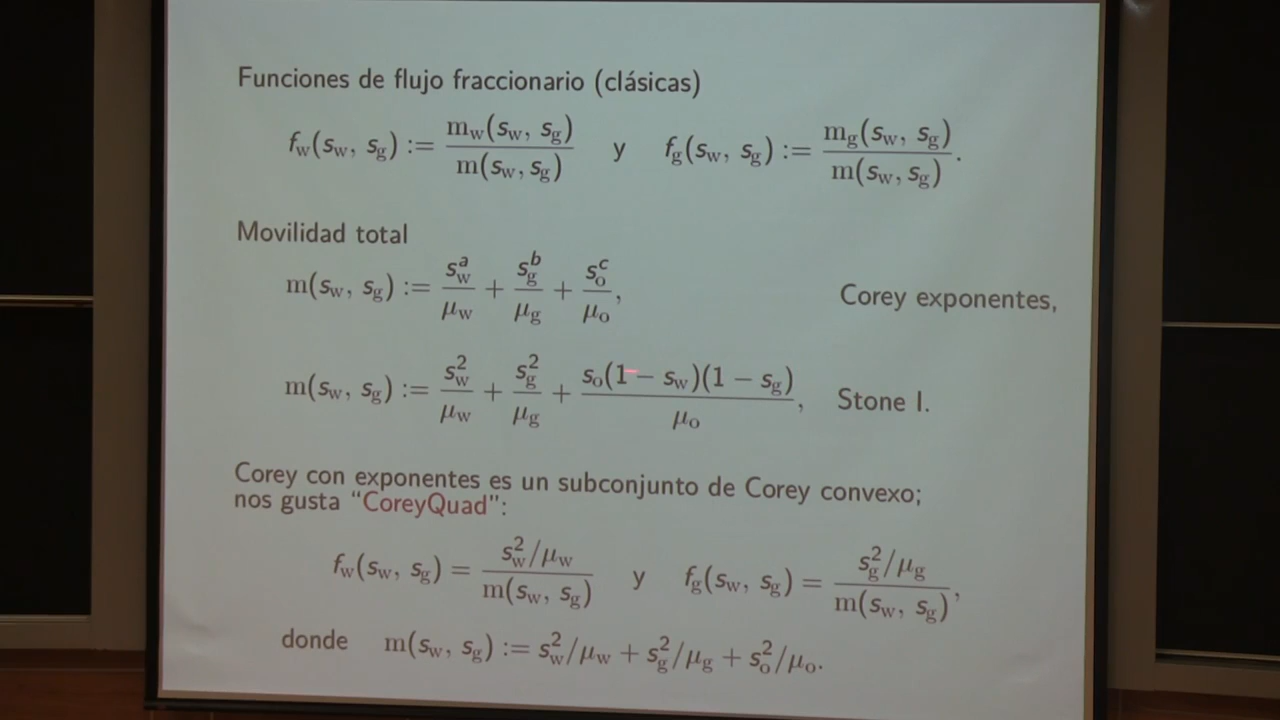 Funciones de flujo fraccionario (clásicas)
f_w(s_w, s_g) := m_w(s_w, s_g) / m(s_w, s_g) y f_g(s_w, s_g) := m_g(s_w, s_g) / m(s_w, s_g).
Movilidad total
m(s_w, s_g) := s_w^a / μ_w + s_g^b / μ_g + s_o^c / μ_o, Corey exponentes,
m(s_w, s_g) := s_w^2 / μ_w + s_g^2 / μ_g + s_o(1 − s_w)(1 − s_g) / μ_o, Stone I.
Corey con exponentes es un subconjunto de Corey convexo;
nos gusta “CoreyQuad”:
f_w(s_w, s_g) = s_w^2/μ_w / m(s_w, s_g) y f_g(s_w, s_g) = s_g^2/μ_g / m(s_w, s_g),
donde m(s_w, s_g) := s_w^2/μ_w + s_g^2/μ_g + s_o^2/μ_o.